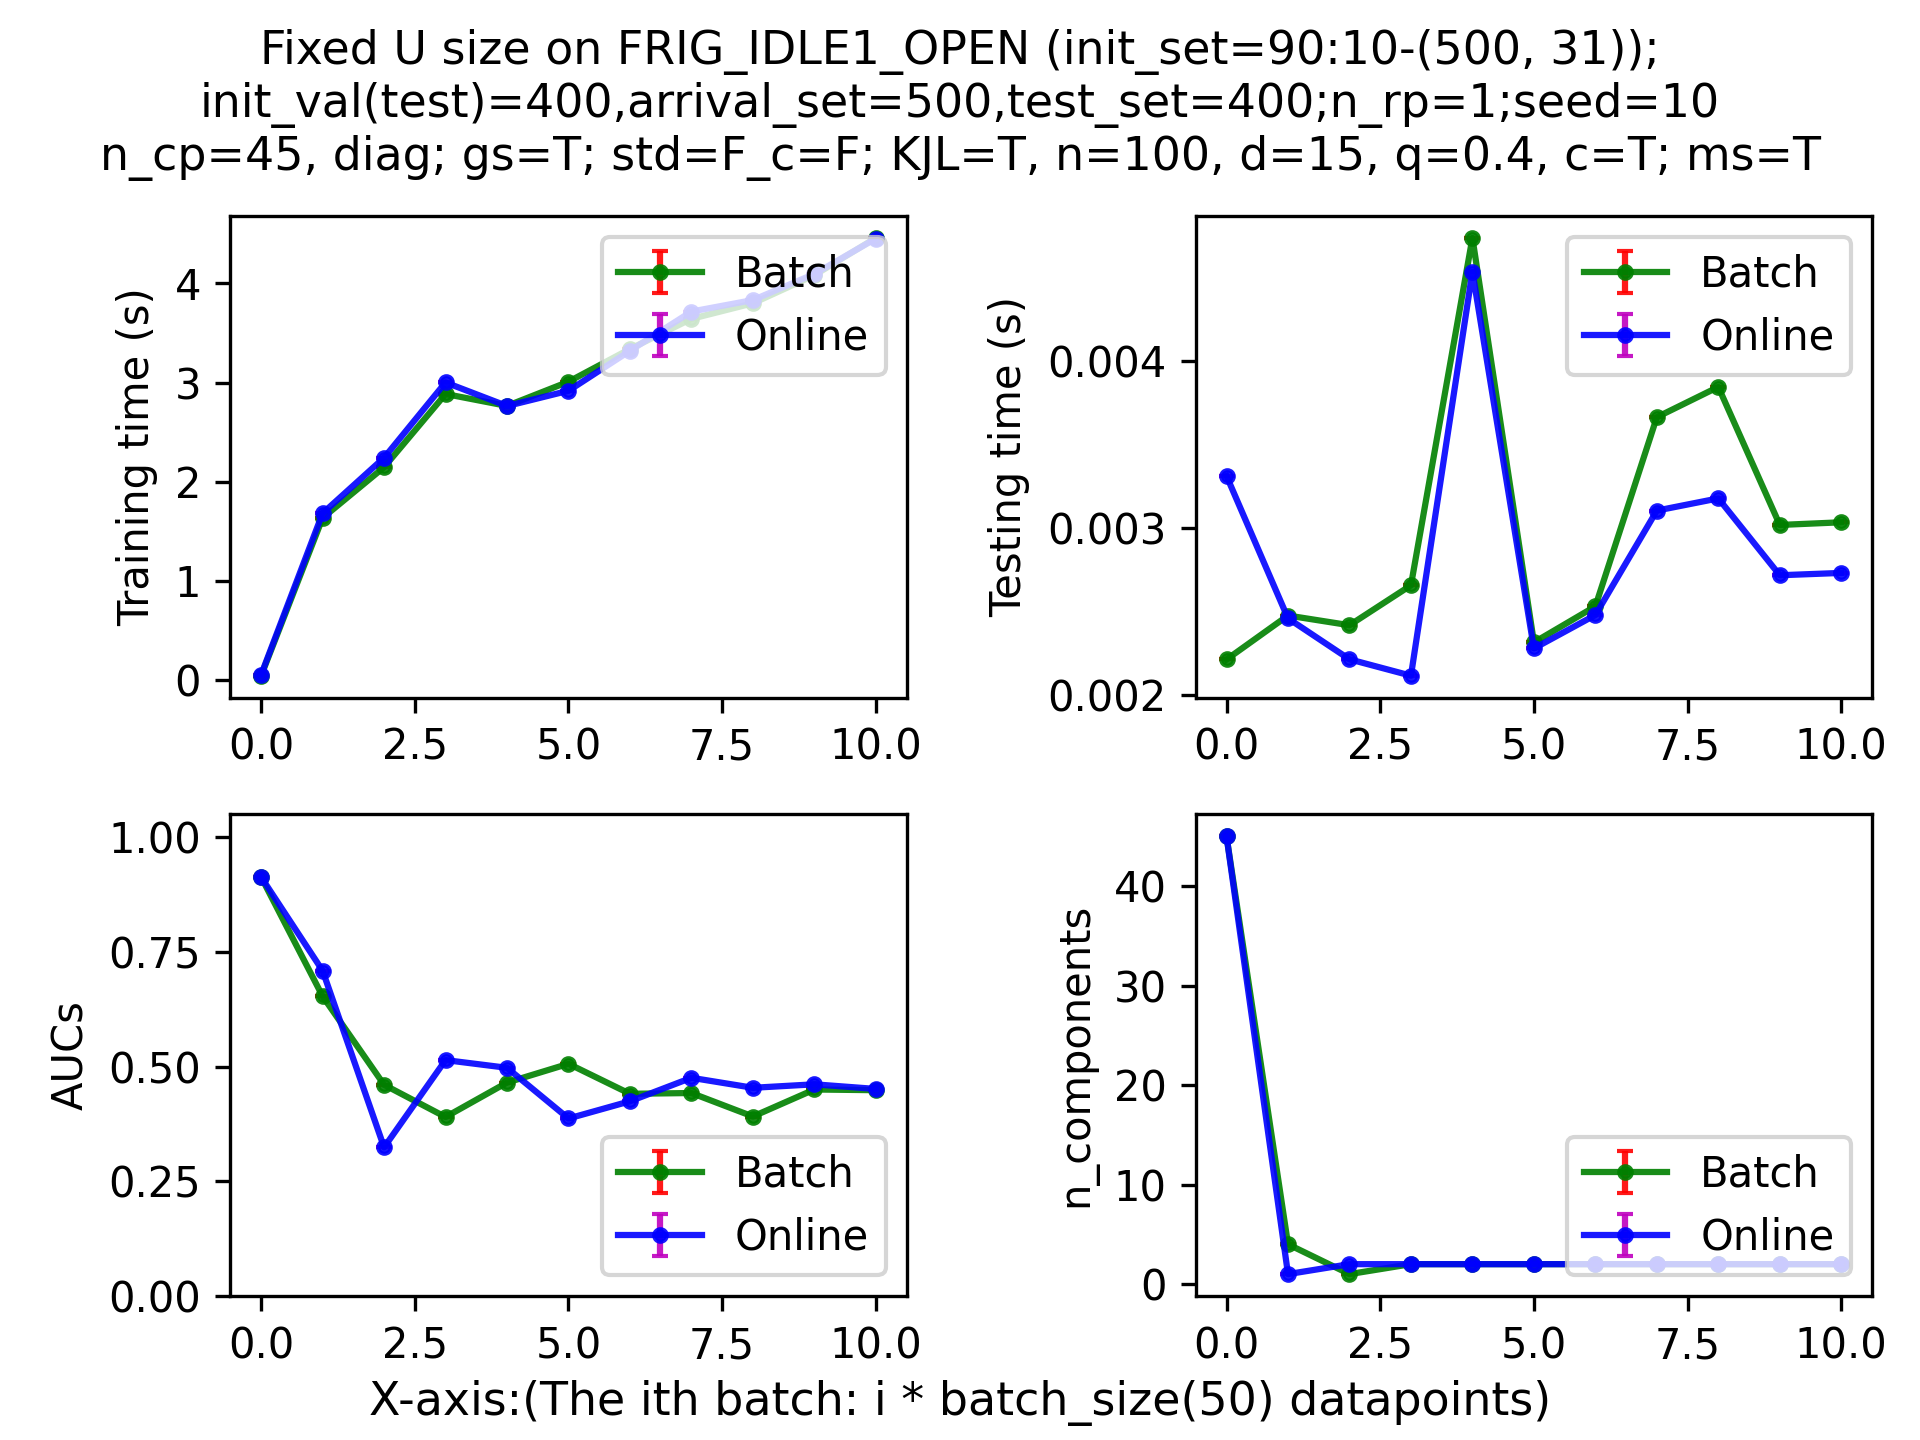 Fixed U size on FRIG_IDLE1_OPEN (init_set=90:10-(500, 31));
init_val(test)=400,arrival_set=500,test_set=400;n_rp=1;seed=10
n_cp=45, diag; gs=T; std=F_c=F; KJL=T, n=100, d=15, q=0.4, c=T; ms=T
Training time (s)
4
3
2
1
0
0.0 2.5 5.0 7.5 10.0
Batch
Online
Testing time (s)
0.004
0.003
0.002
0.0 2.5 5.0 7.5 10.0
Batch
Online
AUCs
1.00
0.75
0.50
0.25
0.00
0.0 2.5 5.0 7.5 10.0
Batch
Online
n_components
40
30
20
10
0
0.0 2.5 5.0 7.5 10.0
Batch
Online
X-axis:(The ith batch: i * batch_size(50) datapoints)